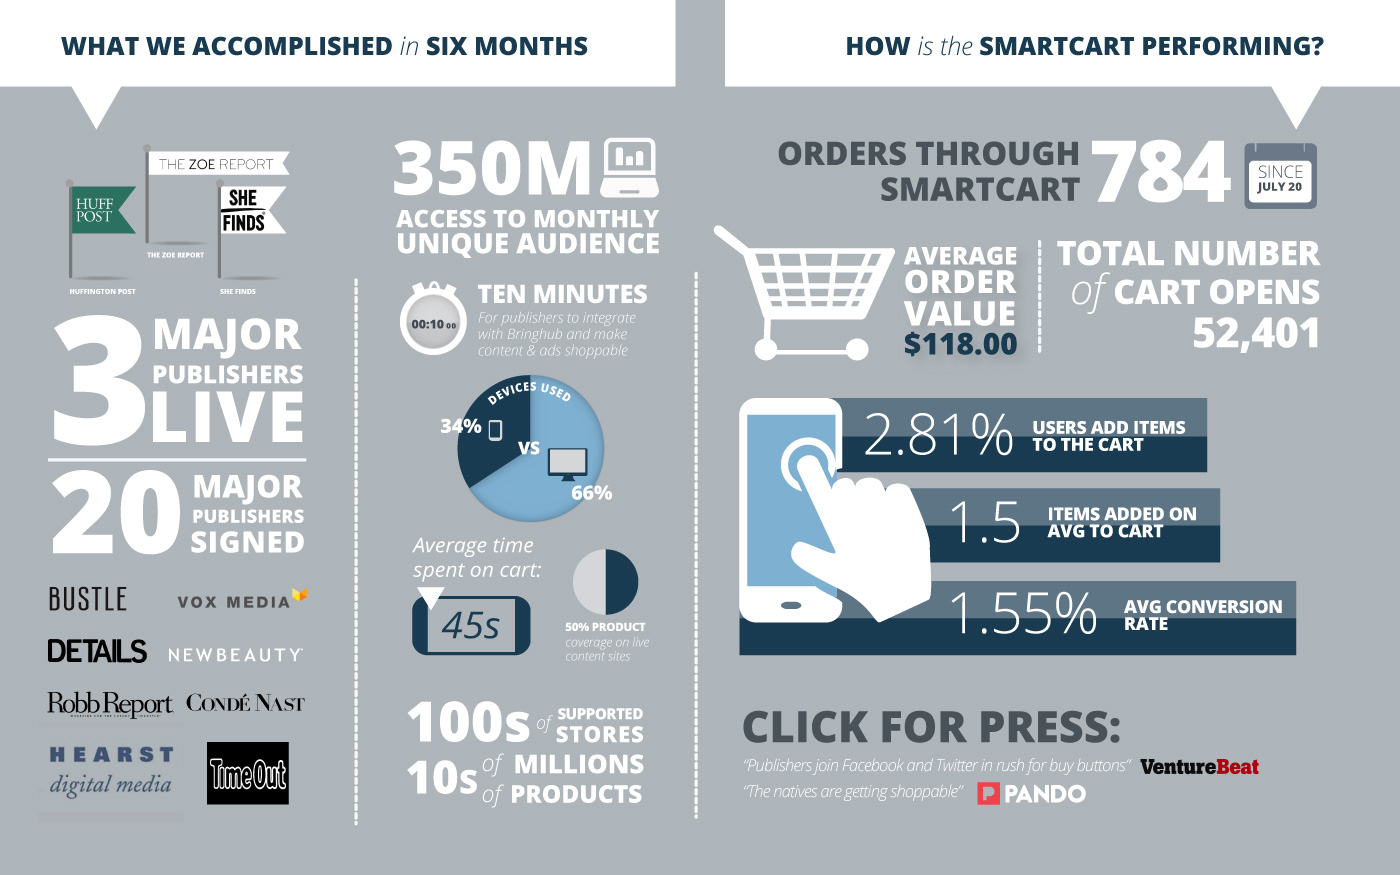 WHAT WE ACCOMPLISHED in SIX MONTHS
THE ZOE REPORT
HUFF
POST
SHE
FINDS
THE ZOE REPORT
HUFFINGTON POST
SHE FINDS
3 MAJOR
PUBLISHERS
LIVE
20 MAJOR
PUBLISHERS
SIGNED
BUSTLE
VOX MEDIA
DETAILS
NEWBEAUTY
Robb Report
CONDÉ NAST
HEARST
digital media
TimeOut
350M
ACCESS TO MONTHLY
UNIQUE AUDIENCE
00:10 00
TEN MINUTES
For publishers to integrate
with Bringhub and make
content & ads shoppable
DEVICES USED
34%
VS
66%
Average time
spent on cart:
45s
50% PRODUCT
coverage on live
content sites
100s of SUPPORTED
STORES
10s of MILLIONS
of PRODUCTS
HOW is the SMARTCART PERFORMING?
ORDERS THROUGH
SMARTCART
784
SINCE
JULY 20
AVERAGE
ORDER
VALUE
$118.00
TOTAL NUMBER
of CART OPENS
52,401
2.81% USERS ADD ITEMS
TO THE CART
1.5 ITEMS ADDED ON
AVG TO CART
1.55% AVG CONVERSION
RATE
CLICK FOR PRESS:
“Publishers join Facebook and Twitter in rush for buy buttons” VentureBeat
“The natives are getting shoppable” P PANDO